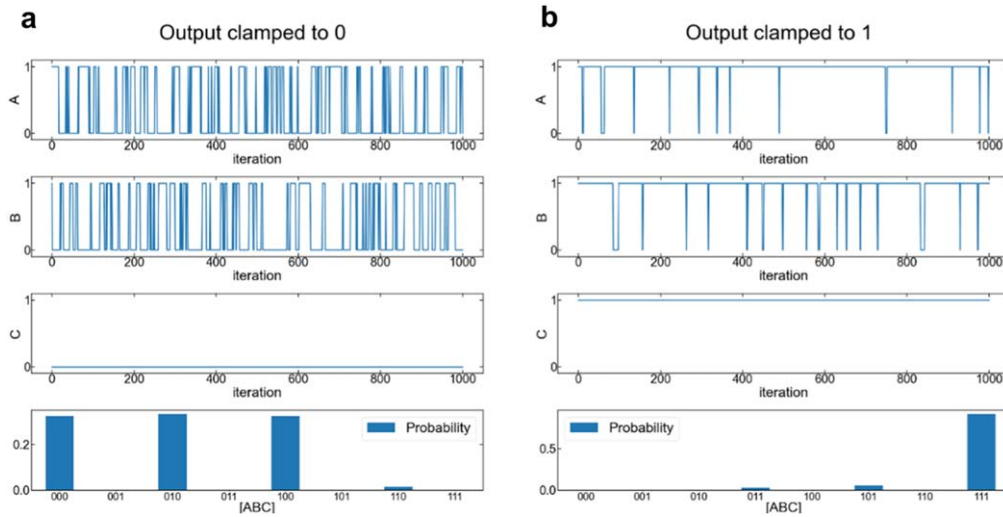 a
Output clamped to 0
1
A
0
0 200 400 600 800 1000
iteration
1
B
0
0 200 400 600 800 1000
iteration
1
C
0
0 200 400 600 800 1000
iteration
0.2
0.0
Probability
000 001 010 011 100 101 110 111
[ABC]
b
Output clamped to 1
1
A
0
0 200 400 600 800 1000
iteration
1
B
0
0 200 400 600 800 1000
iteration
1
C
0
0 200 400 600 800 1000
iteration
0.5
0.0
Probability
000 001 010 011 100 101 110 111
[ABC]